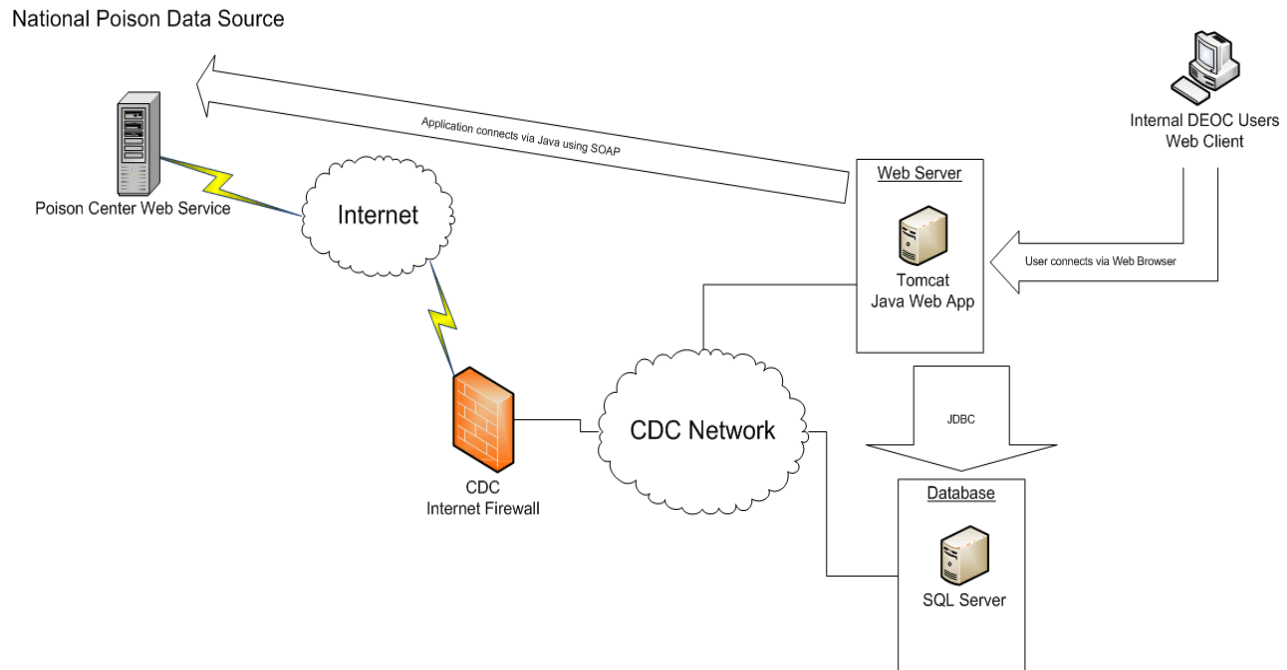 National Poison Data Source
Poison Center Web Service
Internet
Application connects via Java using SOAP
Internal DEOC Users
Web Client
Web Server
Tomcat
Java Web App
User connects via Web Browser
CDC
Internet Firewall
CDC Network
JDBC
Database
SQL Server